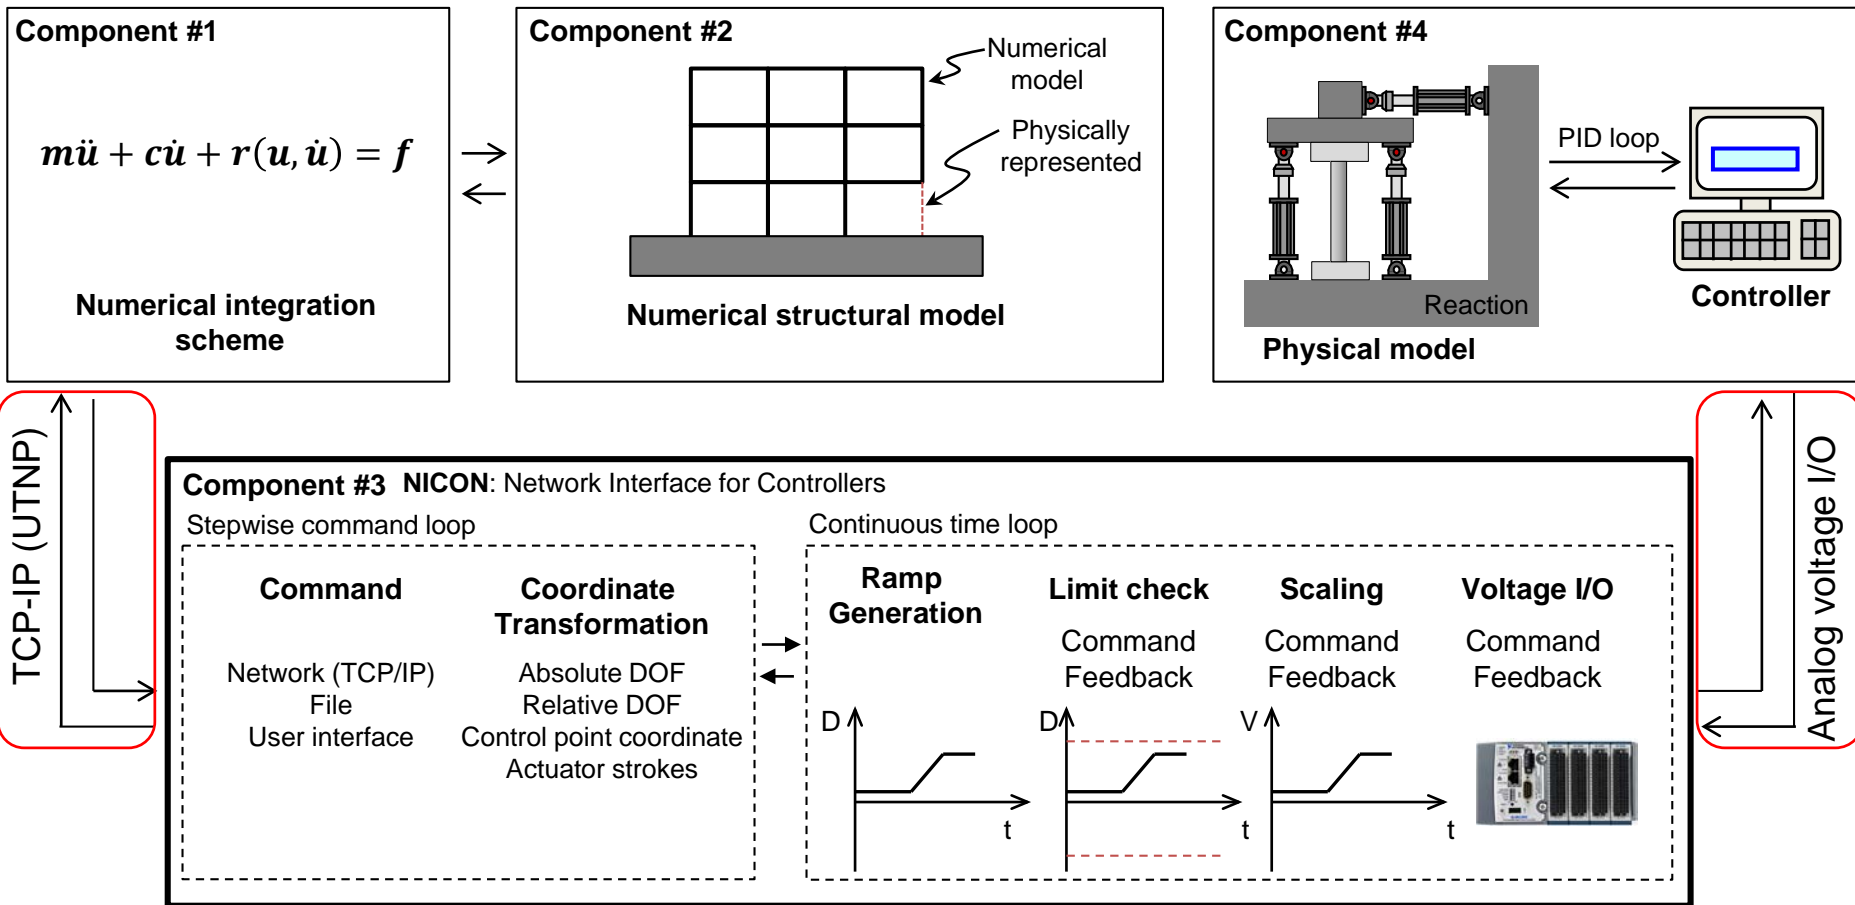 Component #1
𝒎𝒖̈ + 𝒄𝒖̇ + 𝒓(𝒖, 𝒖̇) = 𝒇
Numerical integration
scheme
Component #2
Numerical
model
Physically
represented
Numerical structural model
Component #4
PID loop
Reaction
Physical model
Controller
TCP-IP (UTNP)
Component #3 NICON: Network Interface for Controllers
Stepwise command loop
Command
Network (TCP/IP)
File
User interface
Coordinate
Transformation
Absolute DOF
Relative DOF
Control point coordinate
Actuator strokes
Continuous time loop
Ramp
Generation
D
t
Limit check
Command
Feedback
D
t
Scaling
Command
Feedback
V
t
Voltage I/O
Command
Feedback
Analog voltage I/O